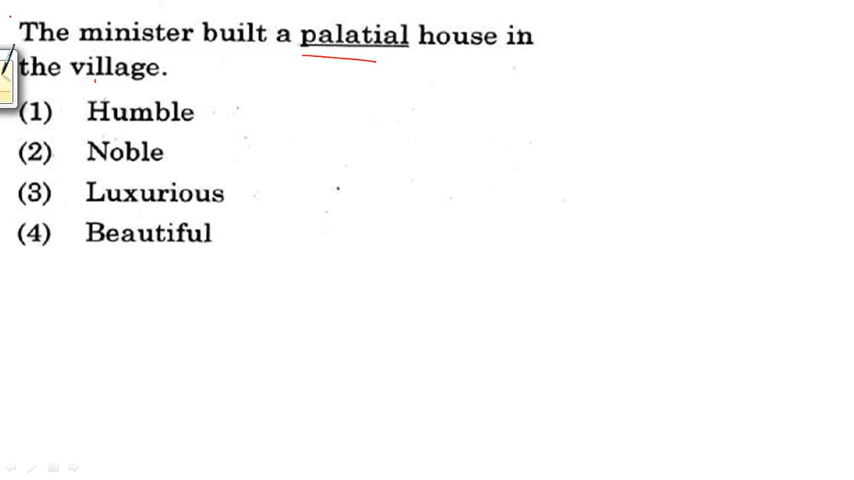 The minister built a palatial house in
the village.
(1) Humble
(2) Noble
(3) Luxurious
(4) Beautiful